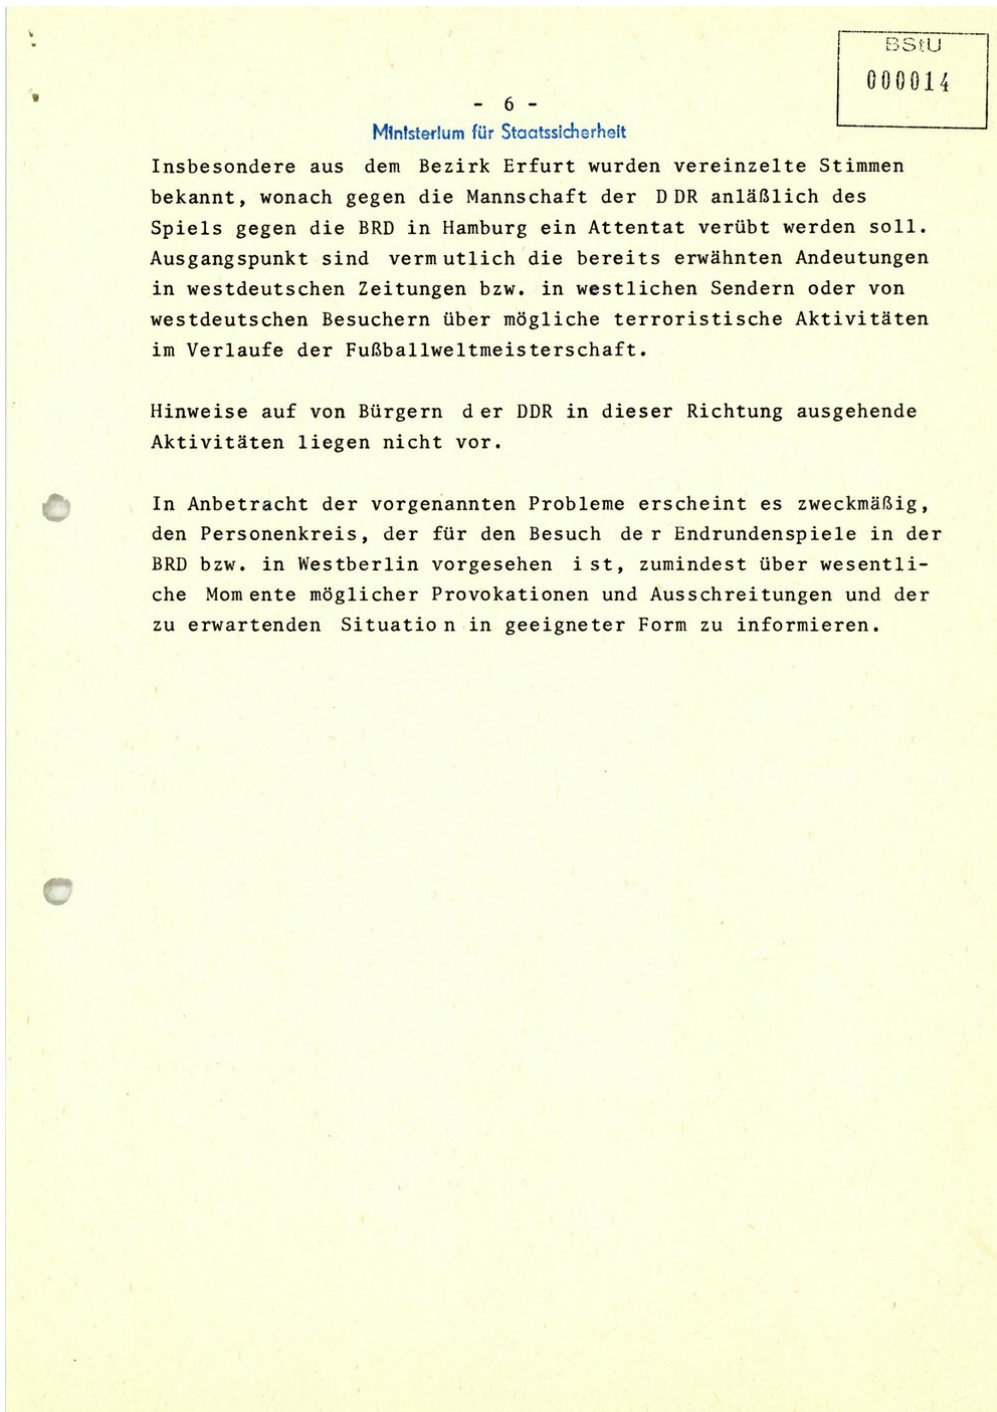 BStU
000014
- 6 -
Ministerium für Staatssicherheit
Insbesondere aus dem Bezirk Erfurt wurden vereinzelte Stimmen
bekannt, wonach gegen die Mannschaft der DDR anläßlich des
Spiels gegen die BRD in Hamburg ein Attentat verübt werden soll.
Ausgangspunkt sind vermutlich die bereits erwähnten Andeutungen
in westdeutschen Zeitungen bzw. in westlichen Sendern oder von
westdeutschen Besuchern über mögliche terroristische Aktivitäten
im Verlaufe der Fußballweltmeisterschaft.
Hinweise auf von Bürgern der DDR in dieser Richtung ausgehende
Aktivitäten liegen nicht vor.
In Anbetracht der vorgenannten Probleme erscheint es zweckmäßig,
den Personenkreis, der für den Besuch der Endrundenspiele in der
BRD bzw. in Westberlin vorgesehen ist, zumindest über wesentli-
che Momente möglicher Provokationen und Ausschreitungen und der
zu erwartenden Situation in geeigneter Form zu informieren.